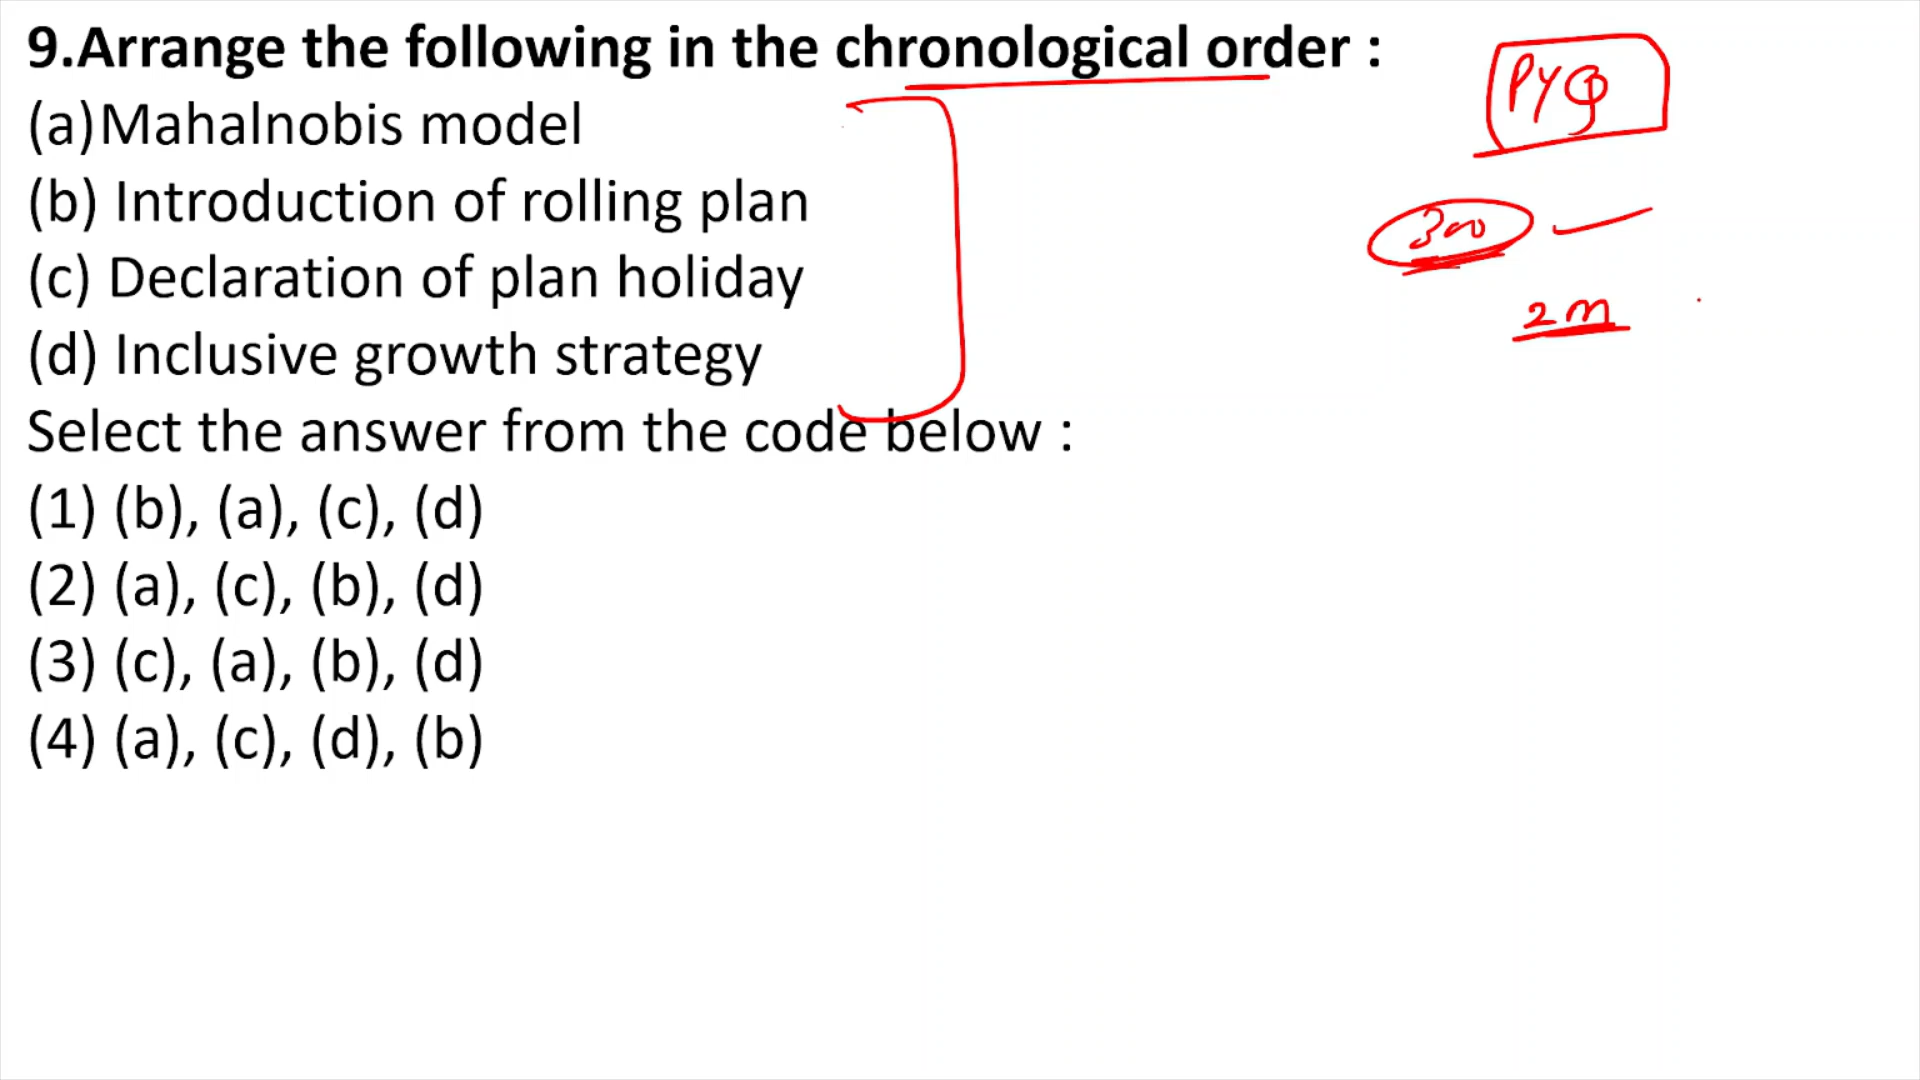 9.Arrange the following in the chronological order :
(a)Mahalnobis model
(b) Introduction of rolling plan
(c) Declaration of plan holiday
(d) Inclusive growth strategy
Select the answer from the code below :
(1) (b), (a), (c), (d)
(2) (a), (c), (b), (d)
(3) (c), (a), (b), (d)
(4) (a), (c), (d), (b)
PYQ
300
2m